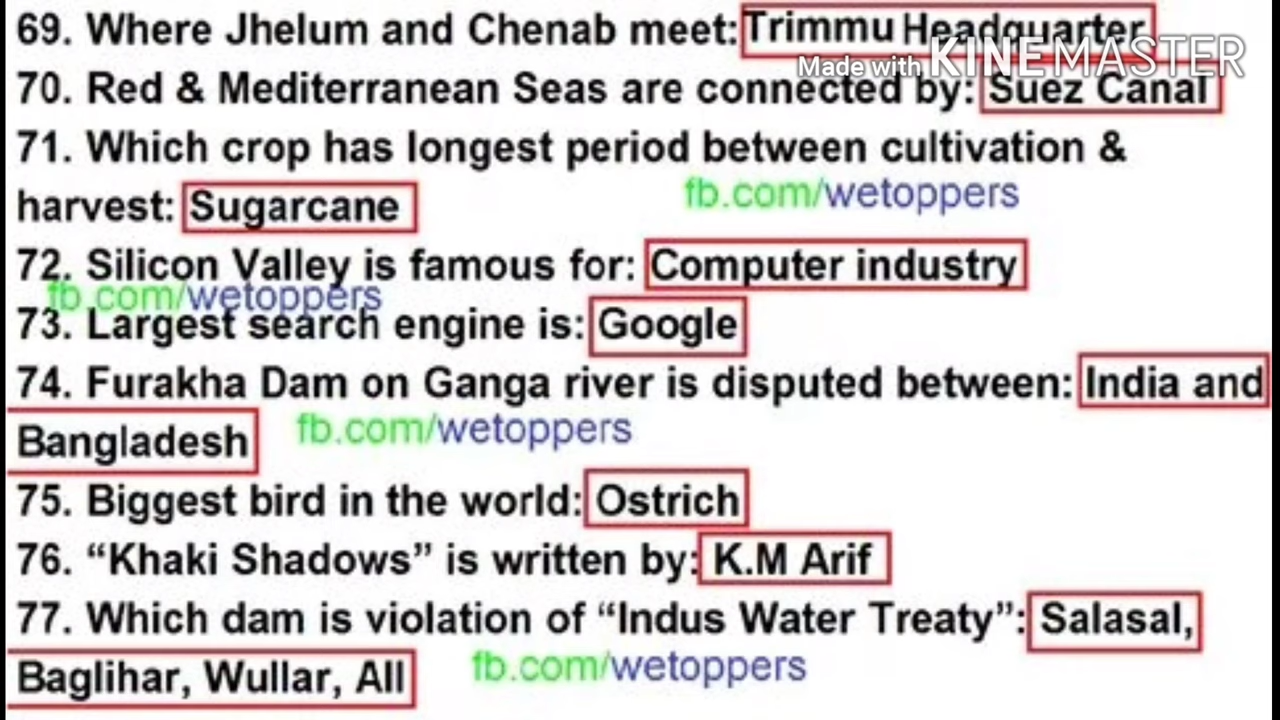 69. Where Jhelum and Chenab meet: Trimmu Headquarter
Made with KINEMASTER
70. Red & Mediterranean Seas are connected by: Suez Canal
71. Which crop has longest period between cultivation &
fb.com/wetoppers
harvest: Sugarcane
72. Silicon Valley is famous for: Computer industry
fb.com/wetoppers
73. Largest search engine is: Google
74. Furakha Dam on Ganga river is disputed between: India and
Bangladesh fb.com/wetoppers
75. Biggest bird in the world: Ostrich
76. “Khaki Shadows” is written by: K.M Arif
77. Which dam is violation of “Indus Water Treaty”: Salasal,
Baglihar, Wullar, All fb.com/wetoppers